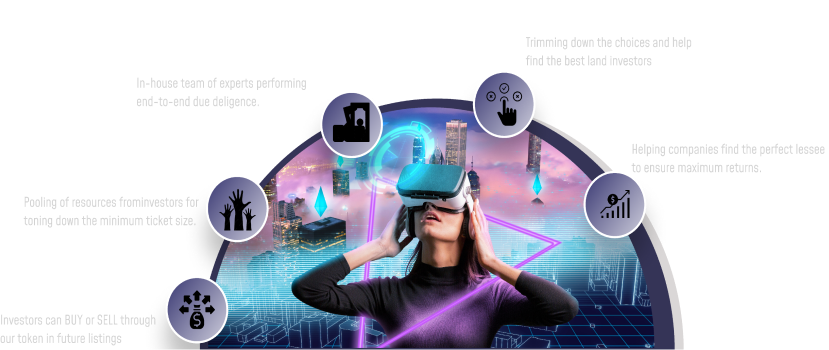 Trimming down the choices and help
find the best land investors
In-house team of experts performing
end-to-end due deligence.
Helping companies find the perfect lessee
to ensure maximum returns.
Pooling of resources frominvestors for
toning down the minimum ticket size.
Investors can BUY or SELL through
our token in future listings